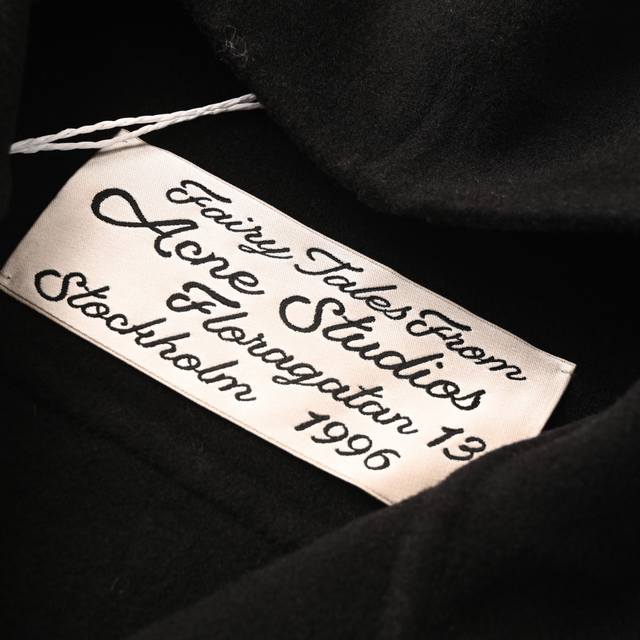 Fairy Tales From
Acne Studios
Floragatan 13
Stockholm 1996